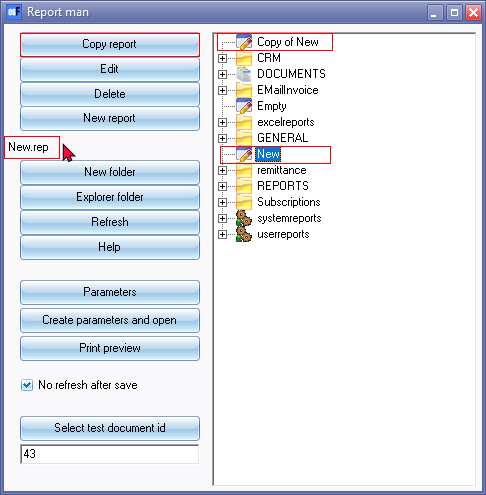 Report man
Copy report
Edit
Delete
New report
New.rep
New folder
Explorer folder
Refresh
Help
Parameters
Create parameters and open
Print preview
No refresh after save
Select test document id
43
Copy of New
CRM
DOCUMENTS
EMailInvoice
Empty
excelreports
GENERAL
New
remittance
REPORTS
Subscriptions
systemreports
userreports